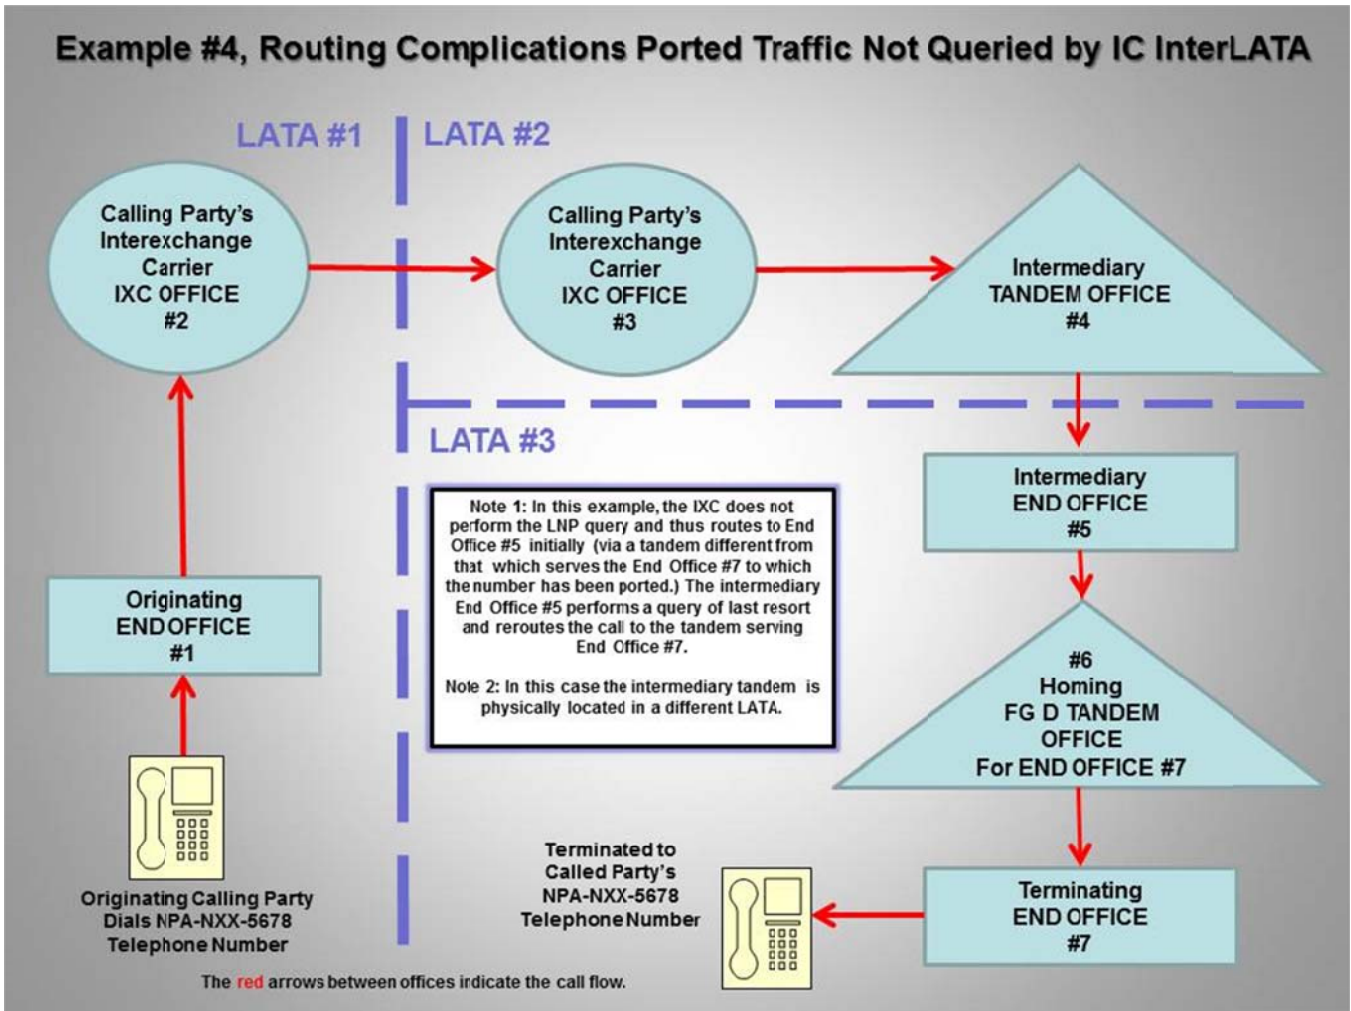 Example #4, Routing Complications Ported Traffic Not Queried by IC InterLATA
LATA #1
LATA #2
Calling Party's
Interexchange
Carrier
IXC OFFICE
#2
Calling Party's
Interexchange
Carrier
IXC OFFICE
#3
Intermediary
TANDEM OFFICE
#4
LATA #3
Intermediary
END OFFICE
#5
Note 1: In this example, the IXC does not
perform the LNP query and thus routes to End
Office #5 initially (via a tandem different from
that which serves the End Office #7 to which
the number has been ported.) The intermediary
End Office #5 performs a query of last resort
and reroutes the call to the tandem serving
End Office #7.
Note 2: In this case the intermediary tandem is
physically located in a different LATA.
Originating
END OFFICE
#1
#6
Homing
FG D TANDEM
OFFICE
For END OFFICE #7
Originating Calling Party
Dials NPA-NXX-5678
Telephone Number
Terminated to
Called Party's
NPA-NXX-5678
Telephone Number
Terminating
END OFFICE
#7
The red arrows between offices indicate the call flow.